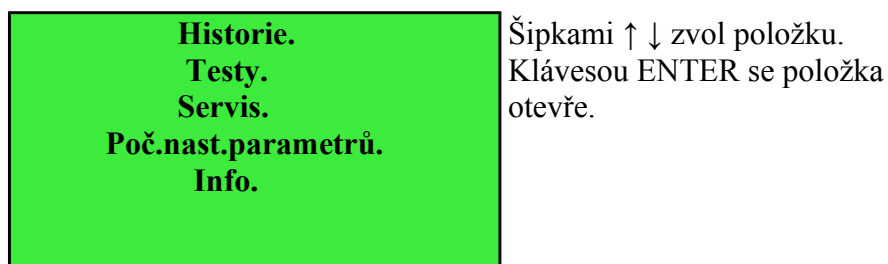 Historie.
Testy.
Servis.
Poč.nast.parametrů.
Info.
Šipkami ↑ ↓ zvol položku.
Klávesou ENTER se položka
otevře.